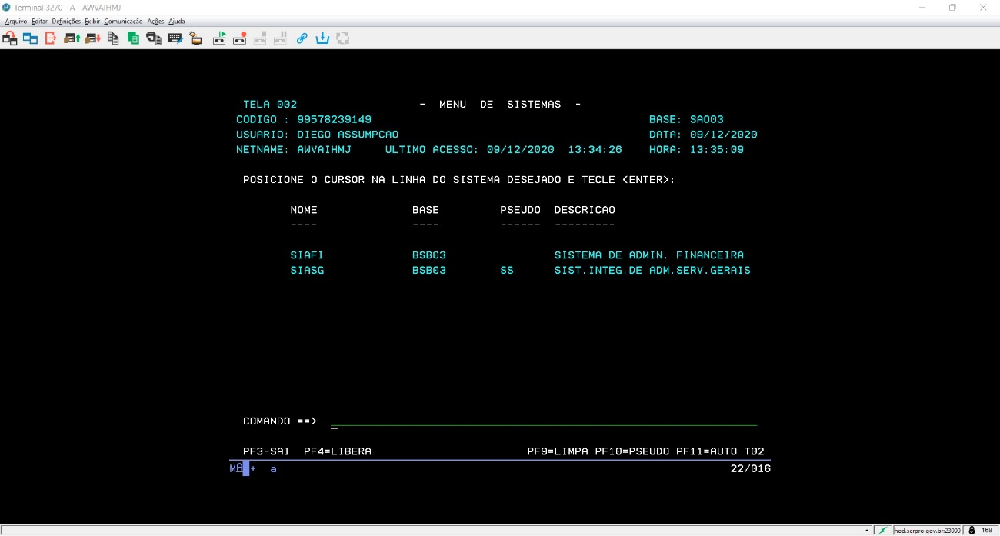 Terminal 3270 - A - AWVAIHMJ
Arquivo Editar Definições Exibir Comunicação Ações Ajuda
TELA 002 - MENU DE SISTEMAS -
CODIGO : 99578239149 BASE: SAO03
USUARIO: DIEGO ASSUMPCAO DATA: 09/12/2020
NETNAME: AWVAIHMJ ULTIMO ACESSO: 09/12/2020 13:34:26 HORA: 13:35:09
POSICIONE O CURSOR NA LINHA DO SISTEMA DESEJADO E TECLE <ENTER>:
NOME BASE PSEUDO DESCRICAO
---- ---- ------ ---------
SIAFI BSB03 SISTEMA DE ADMIN. FINANCEIRA
SIASG BSB03 SS SIST.INTEG.DE ADM.SERV.GERAIS
COMANDO ==> _
PF3-SAI PF4=LIBERA PF9=LIMPA PF10=PSEUDO PF11=AUTO T02
MA + a 22/016
hod.serpro.gov.br:23000 168